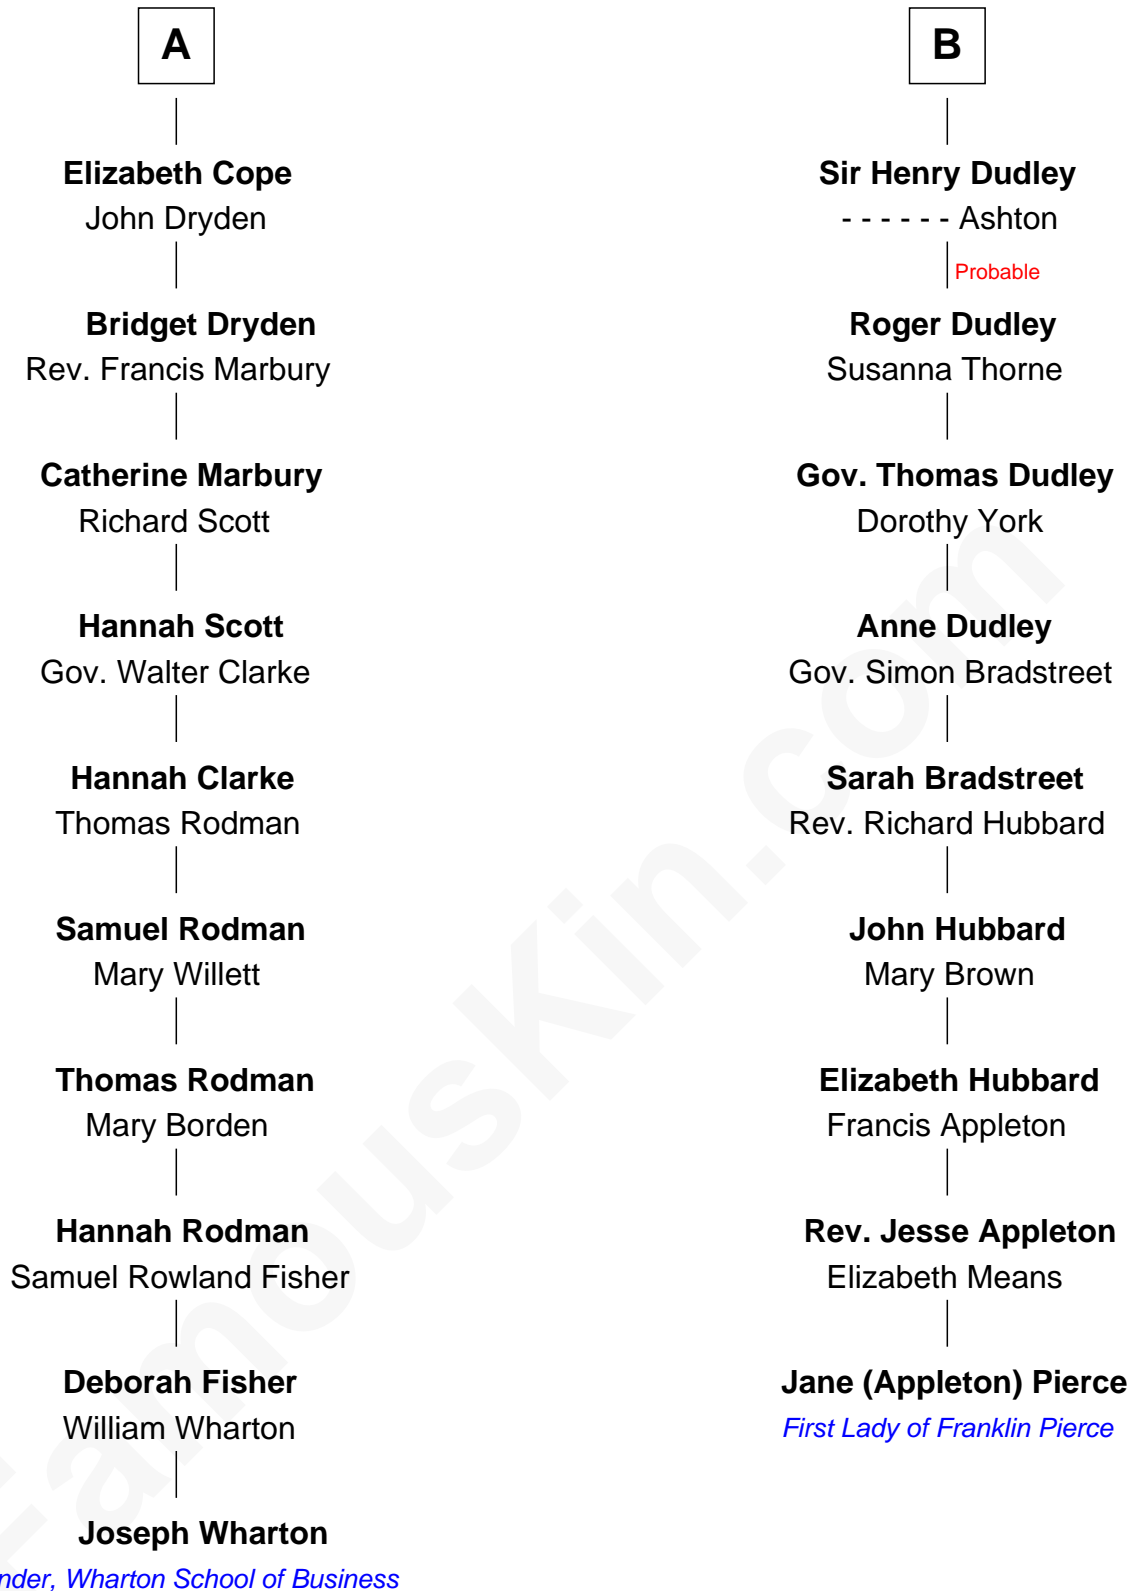 A
Elizabeth Cope
John Dryden
Bridget Dryden
Rev. Francis Marbury
Catherine Marbury
Richard Scott
Hannah Scott
Gov. Walter Clarke
Hannah Clarke
Thomas Rodman
Samuel Rodman
Mary Willett
Thomas Rodman
Mary Borden
Hannah Rodman
Samuel Rowland Fisher
Deborah Fisher
William Wharton
Joseph Wharton
nder, Wharton School of Business
B
Sir Henry Dudley
- - - - - - Ashton
Probable
Roger Dudley
Susanna Thorne
Gov. Thomas Dudley
Dorothy York
Anne Dudley
Gov. Simon Bradstreet
Sarah Bradstreet
Rev. Richard Hubbard
John Hubbard
Mary Brown
Elizabeth Hubbard
Francis Appleton
Rev. Jesse Appleton
Elizabeth Means
Jane (Appleton) Pierce
First Lady of Franklin Pierce
FamousKin.com